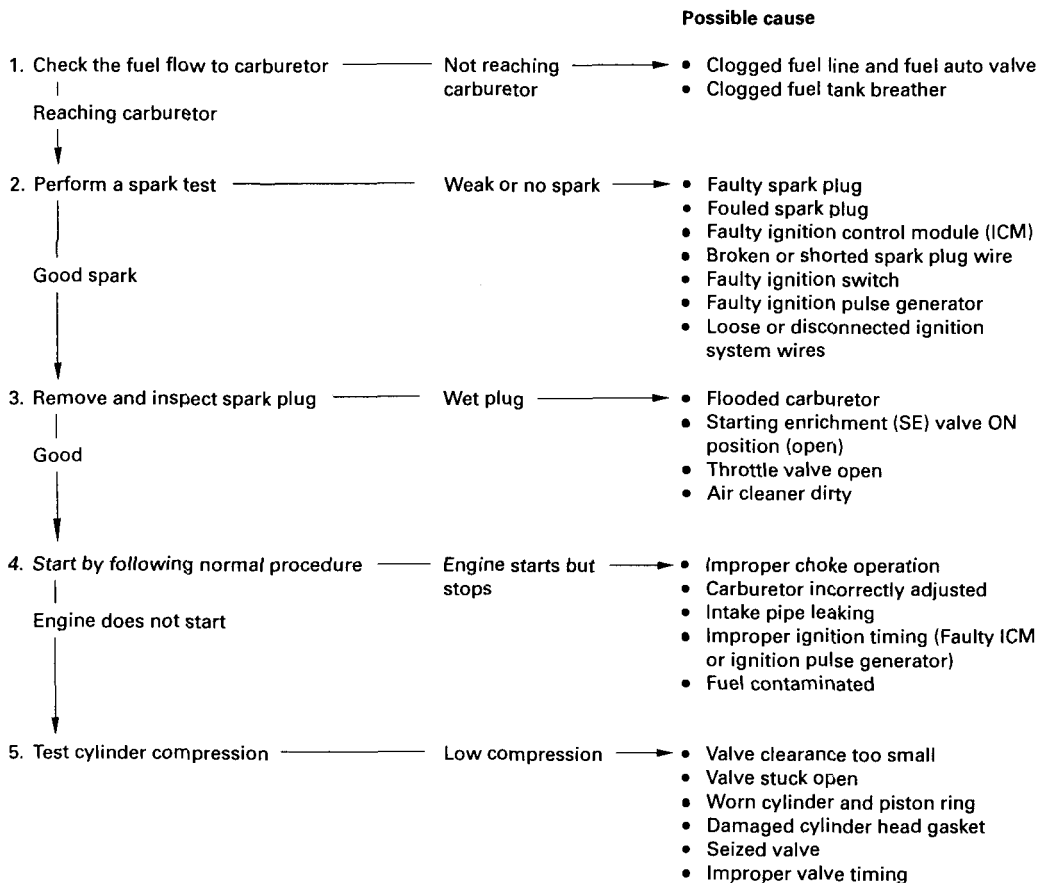 Possible cause
1. Check the fuel flow to carburetor Not reaching carburetor • Clogged fuel line and fuel auto valve
• Clogged fuel tank breather
Reaching carburetor
2. Perform a spark test Weak or no spark • Faulty spark plug
• Fouled spark plug
• Faulty ignition control module (ICM)
• Broken or shorted spark plug wire
Good spark
• Faulty ignition switch
• Faulty ignition pulse generator
• Loose or disconnected ignition
system wires
3. Remove and inspect spark plug Wet plug • Flooded carburetor
• Starting enrichment (SE) valve ON
position (open)
Good
• Throttle valve open
• Air cleaner dirty
4. Start by following normal procedure Engine starts but stops • Improper choke operation
• Carburetor incorrectly adjusted
Engine does not start
• Intake pipe leaking
• Improper ignition timing (Faulty ICM
or ignition pulse generator)
• Fuel contaminated
5. Test cylinder compression Low compression • Valve clearance too small
• Valve stuck open
• Worn cylinder and piston ring
• Damaged cylinder head gasket
• Seized valve
• Improper valve timing